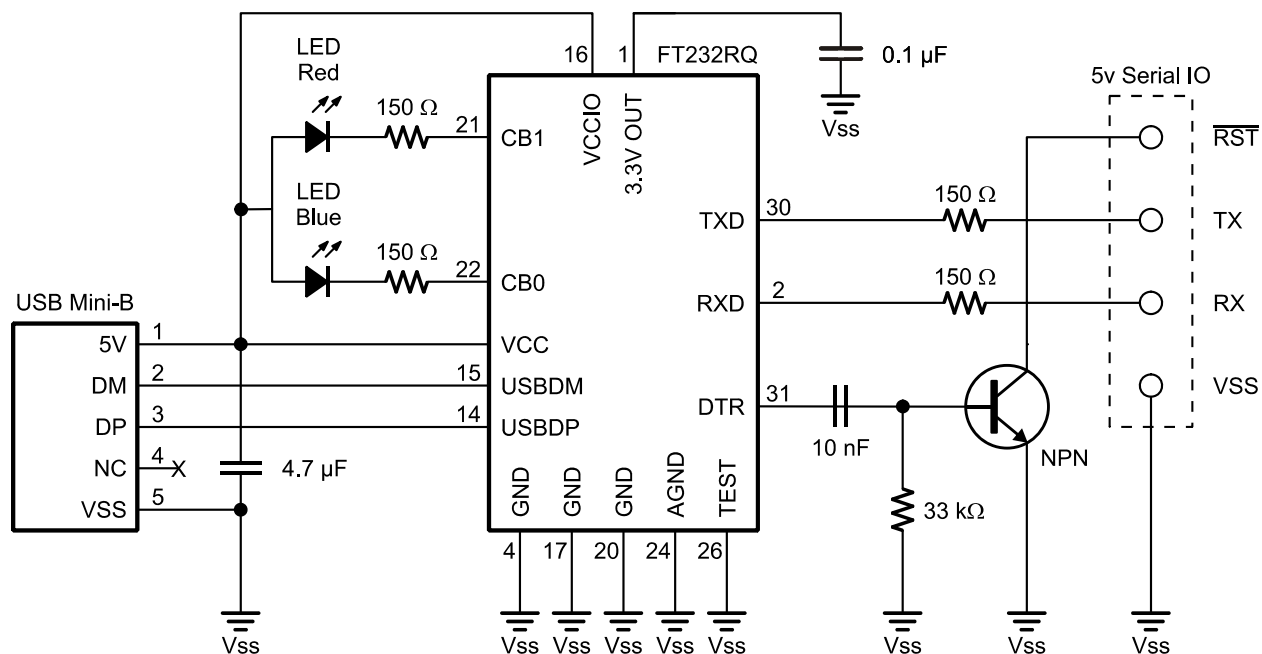 LED
Red
150 Ω
21
CB1
16
VCCIO
1
3.3V OUT
FT232RQ
0.1 µF
Vss
5v Serial IO
RST
LED
Blue
150 Ω
22
CB0
TXD
30
150 Ω
TX
RXD
2
150 Ω
RX
USB Mini-B
5V
1
VCC
DM
2
15
USBDM
DP
3
14
USBDP
NC
4
X
VSS
5
4.7 µF
DTR
31
10 nF
NPN
VSS
33 kΩ
GND
GND
GND
AGND
TEST
4
17
20
24
26
Vss
Vss
Vss
Vss
Vss
Vss
Vss
Vss
Vss